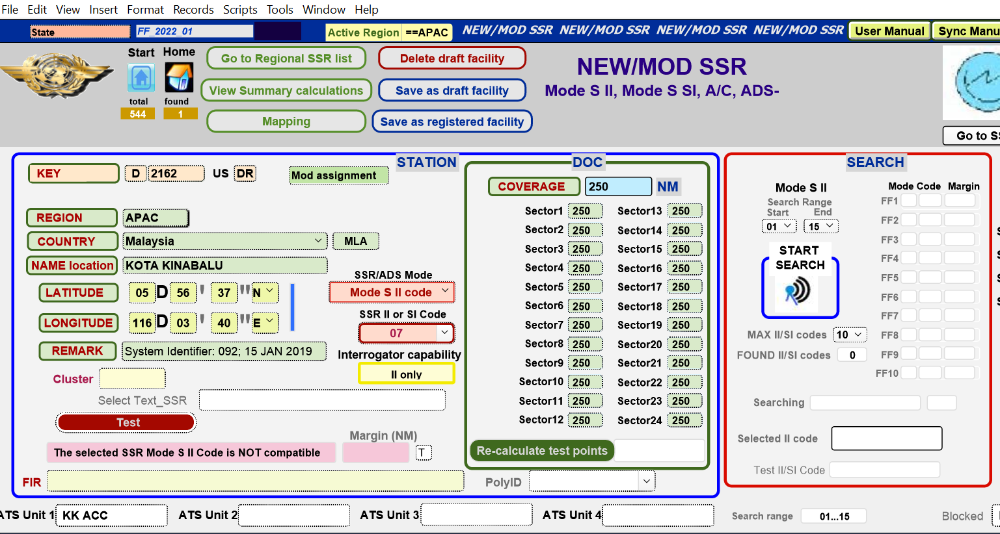 File Edit View Insert Format Records Scripts Tools Window Help
State FF_2022_01 Active Region ==APAC NEW/MOD SSR NEW/MOD SSR NEW/MOD SSR NEW/MOD SSR User Manual Sync Manu
Start Home Go to Regional SSR list Delete draft facility NEW/MOD SSR
View Summary calculations Save as draft facility Mode S II, Mode S SI, A/C, ADS-
total found
544 1 Mapping Save as registered facility
Go to S
STATION DOC SEARCH
KEY D 2162 US DR Mod assignment COVERAGE 250 NM
REGION APAC
COUNTRY Malaysia MLA
NAME location KOTA KINABALU
SSR/ADS Mode
LATITUDE 05 D 56 ' 37 " N Mode S II code
SSR II or SI Code
LONGITUDE 116 D 03 ' 40 " E 07
REMARK System Identifier: 092; 15 JAN 2019 Interrogator capability
Cluster II only
Select Text_SSR
Test
Margin (NM)
The selected SSR Mode S II Code is NOT compatible T
FIR PolyID
Sector1 250 Sector13 250
Sector2 250 Sector14 250
Sector3 250 Sector15 250
Sector4 250 Sector16 250
Sector5 250 Sector17 250
Sector6 250 Sector18 250
Sector7 250 Sector19 250
Sector8 250 Sector20 250
Sector9 250 Sector21 250
Sector10 250 Sector22 250
Sector11 250 Sector23 250
Sector12 250 Sector24 250
Re-calculate test points
Mode S II
Search Range
Start End
01 15
START
SEARCH
MAX II/SI codes 10
FOUND II/SI codes 0
Mode Code Margin
FF1
FF2
FF3
FF4
FF5
FF6
FF7
FF8
FF9
FF10
Searching
Selected II code
Test II/SI Code
ATS Unit 1 KK ACC ATS Unit 2 ATS Unit 3 ATS Unit 4 Search range 01...15 Blocked